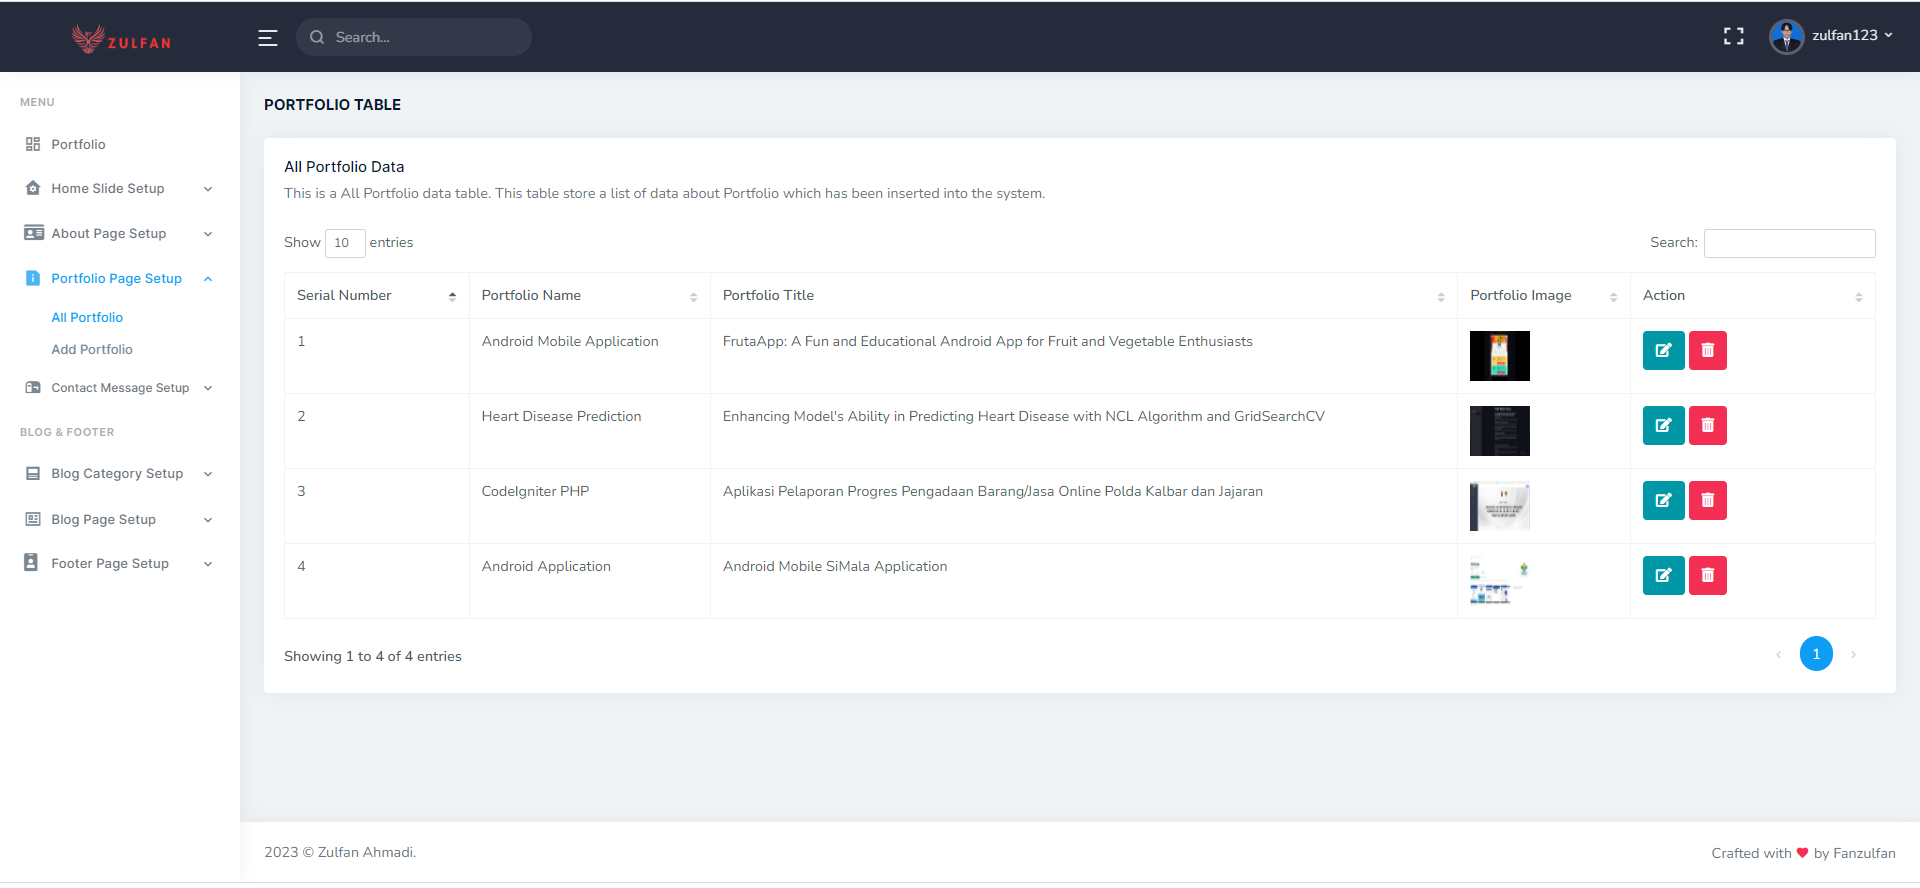 ZULFAN
Search...
zulfan123
MENU
Portfolio
Home Slide Setup
About Page Setup
Portfolio Page Setup
All Portfolio
Add Portfolio
Contact Message Setup
BLOG & FOOTER
Blog Category Setup
Blog Page Setup
Footer Page Setup
PORTFOLIO TABLE
All Portfolio Data
This is a All Portfolio data table. This table store a list of data about Portfolio which has been inserted into the system.
Show 10 entries
Search:
Serial Number Portfolio Name Portfolio Title Portfolio Image Action
1 Android Mobile Application FrutaApp: A Fun and Educational Android App for Fruit and Vegetable Enthusiasts
2 Heart Disease Prediction Enhancing Model's Ability in Predicting Heart Disease with NCL Algorithm and GridSearchCV
3 CodeIgniter PHP Aplikasi Pelaporan Progres Pengadaan Barang/Jasa Online Polda Kalbar dan Jajaran
4 Android Application Android Mobile SiMala Application
Showing 1 to 4 of 4 entries
1
2023 © Zulfan Ahmadi.
Crafted with ❤ by Fanzulfan